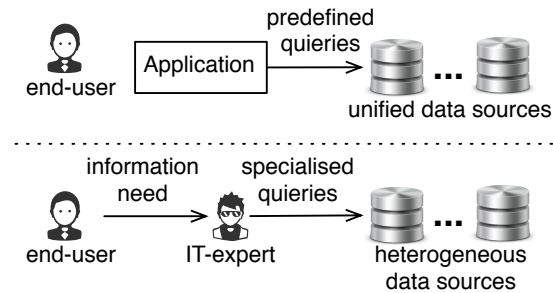 predefined
quieries
Application
...
end-user
unified data sources
information
need
specialised
quieries
...
end-user
IT-expert
heterogeneous
data sources